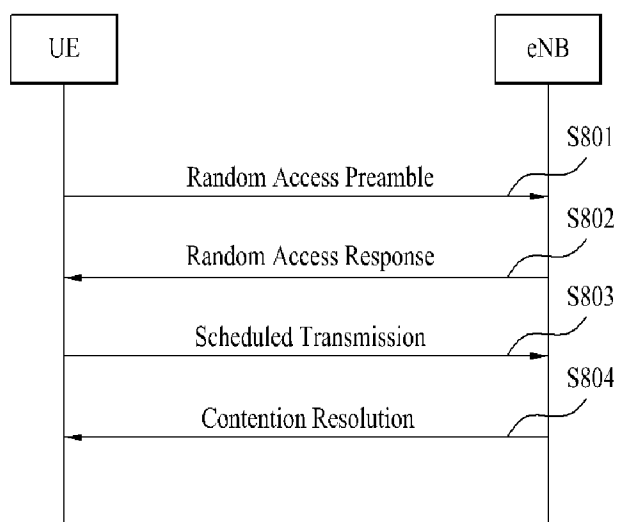 UE
eNB
S801
Random Access Preamble
S802
Random Access Response
S803
Scheduled Transmission
S804
Contention Resolution